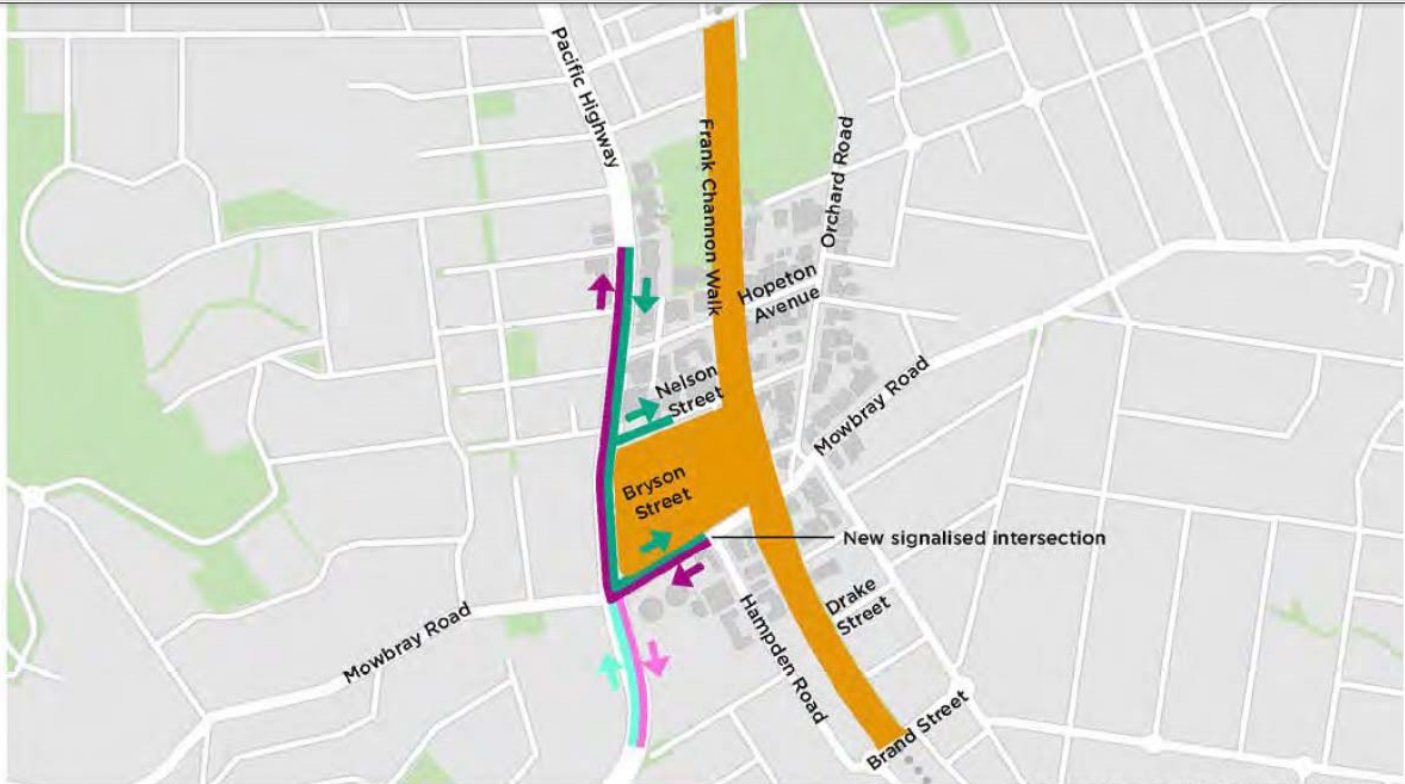 Pacific Highway
Frank Channon Walk
Orchard Road
Hopeton
Avenue
Nelson
Street
Mowbray Road
Bryson
Street
New signalised intersection
Drake
Street
Hampden Road
Mowbray Road
Brand Street